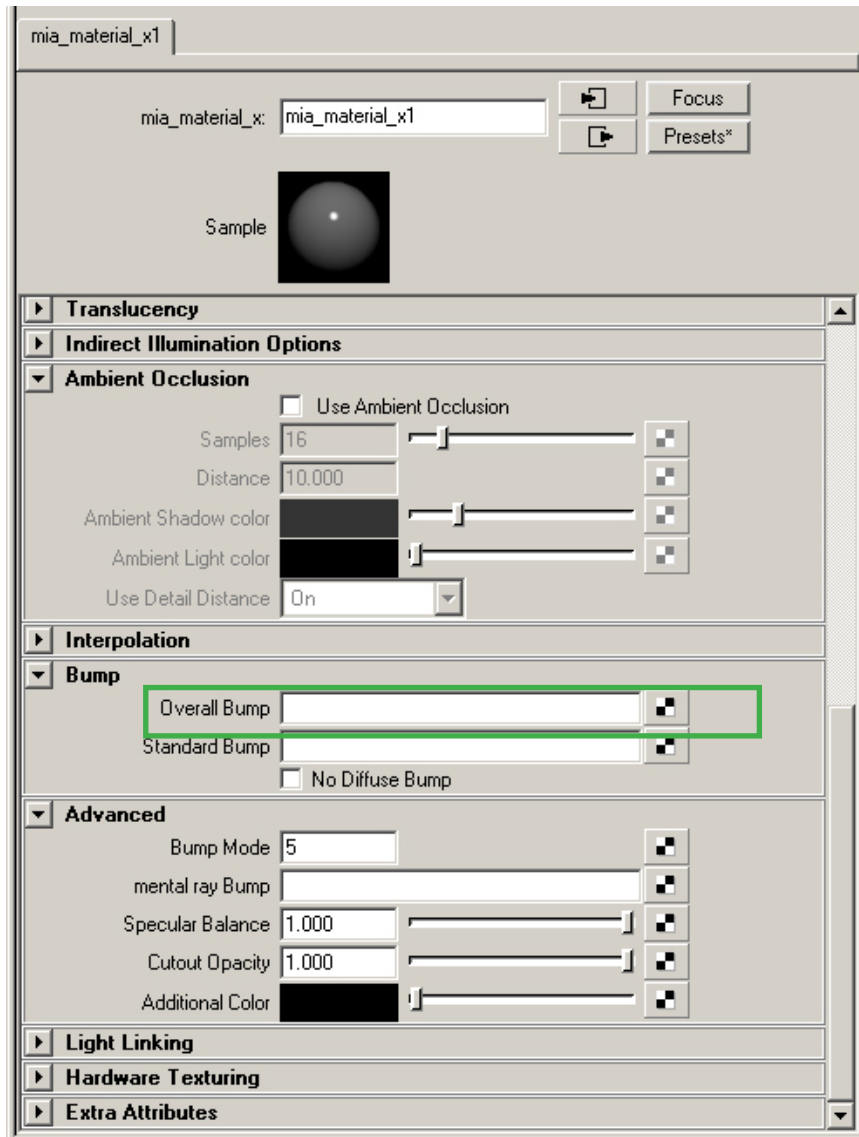 mia_material_x1
mia_material_x: mia_material_x1 Focus
Presets*
Sample
Translucency
Indirect Illumination Options
Ambient Occlusion
Use Ambient Occlusion
Samples 16
Distance 10.000
Ambient Shadow color
Ambient Light color
Use Detail Distance On
Interpolation
Bump
Overall Bump
Standard Bump
No Diffuse Bump
Advanced
Bump Mode 5
mental ray Bump
Specular Balance 1.000
Cutout Opacity 1.000
Additional Color
Light Linking
Hardware Texturing
Extra Attributes